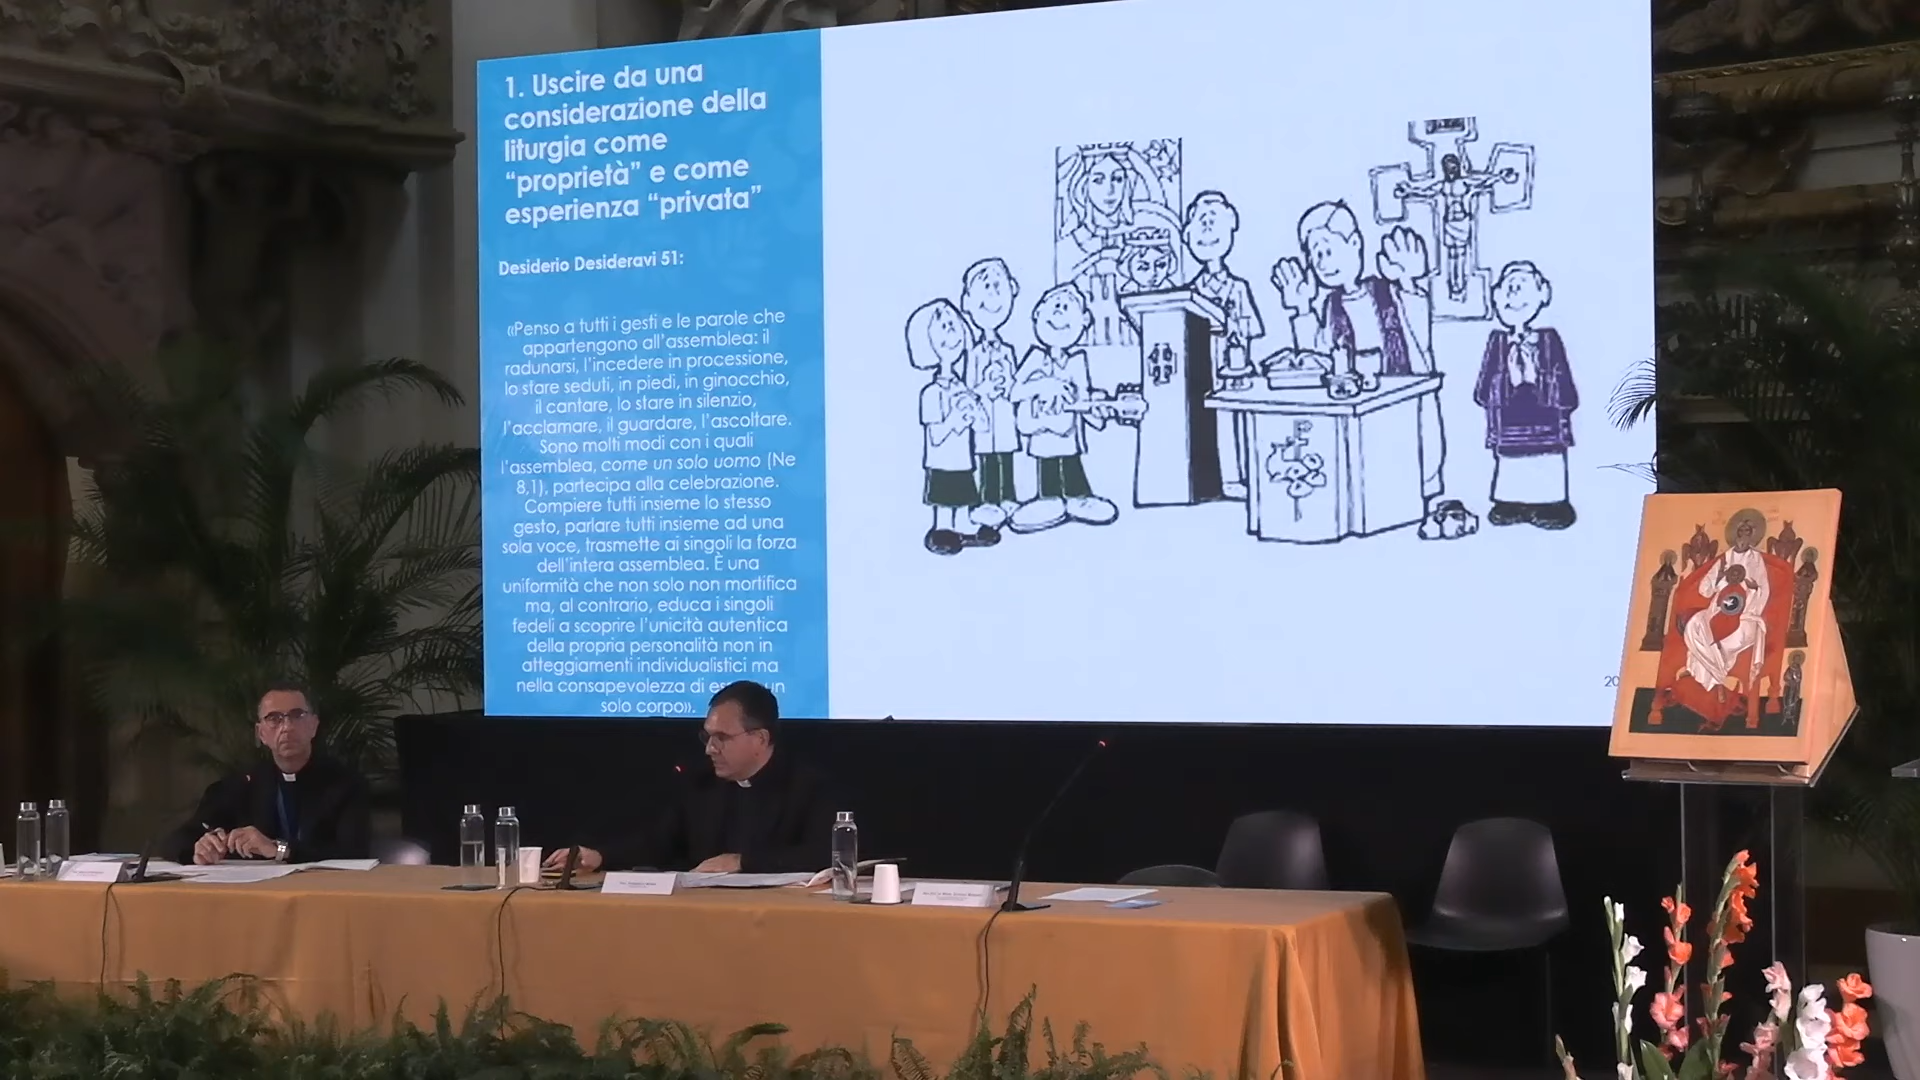 1. Uscire da una
considerazione della
liturgia come
“proprietà” e come
esperienza “privata”
Desiderio Desideravi 51:
«Penso a tutti i gesti e le parole che
appartengono all’assemblea: il
radunarsi, l’incedere in processione,
lo stare seduti, in piedi, in ginocchio,
il cantare, lo stare in silenzio,
l’acclamare, il guardare, l’ascoltare.
Sono molti modi con i quali
l’assemblea, come un solo uomo (Ne
8,1), partecipa alla celebrazione.
Compiere tutti insieme lo stesso
gesto, parlare tutti insieme ad una
sola voce, trasmette ai singoli la forza
dell’intera assemblea. È una
uniformità che non solo non mortifica
ma, al contrario, educa i singoli
fedeli a scoprire l’unicità autentica
della propria personalità non in
atteggiamenti individualistici ma
nella consapevolezza di un
solo corpo».